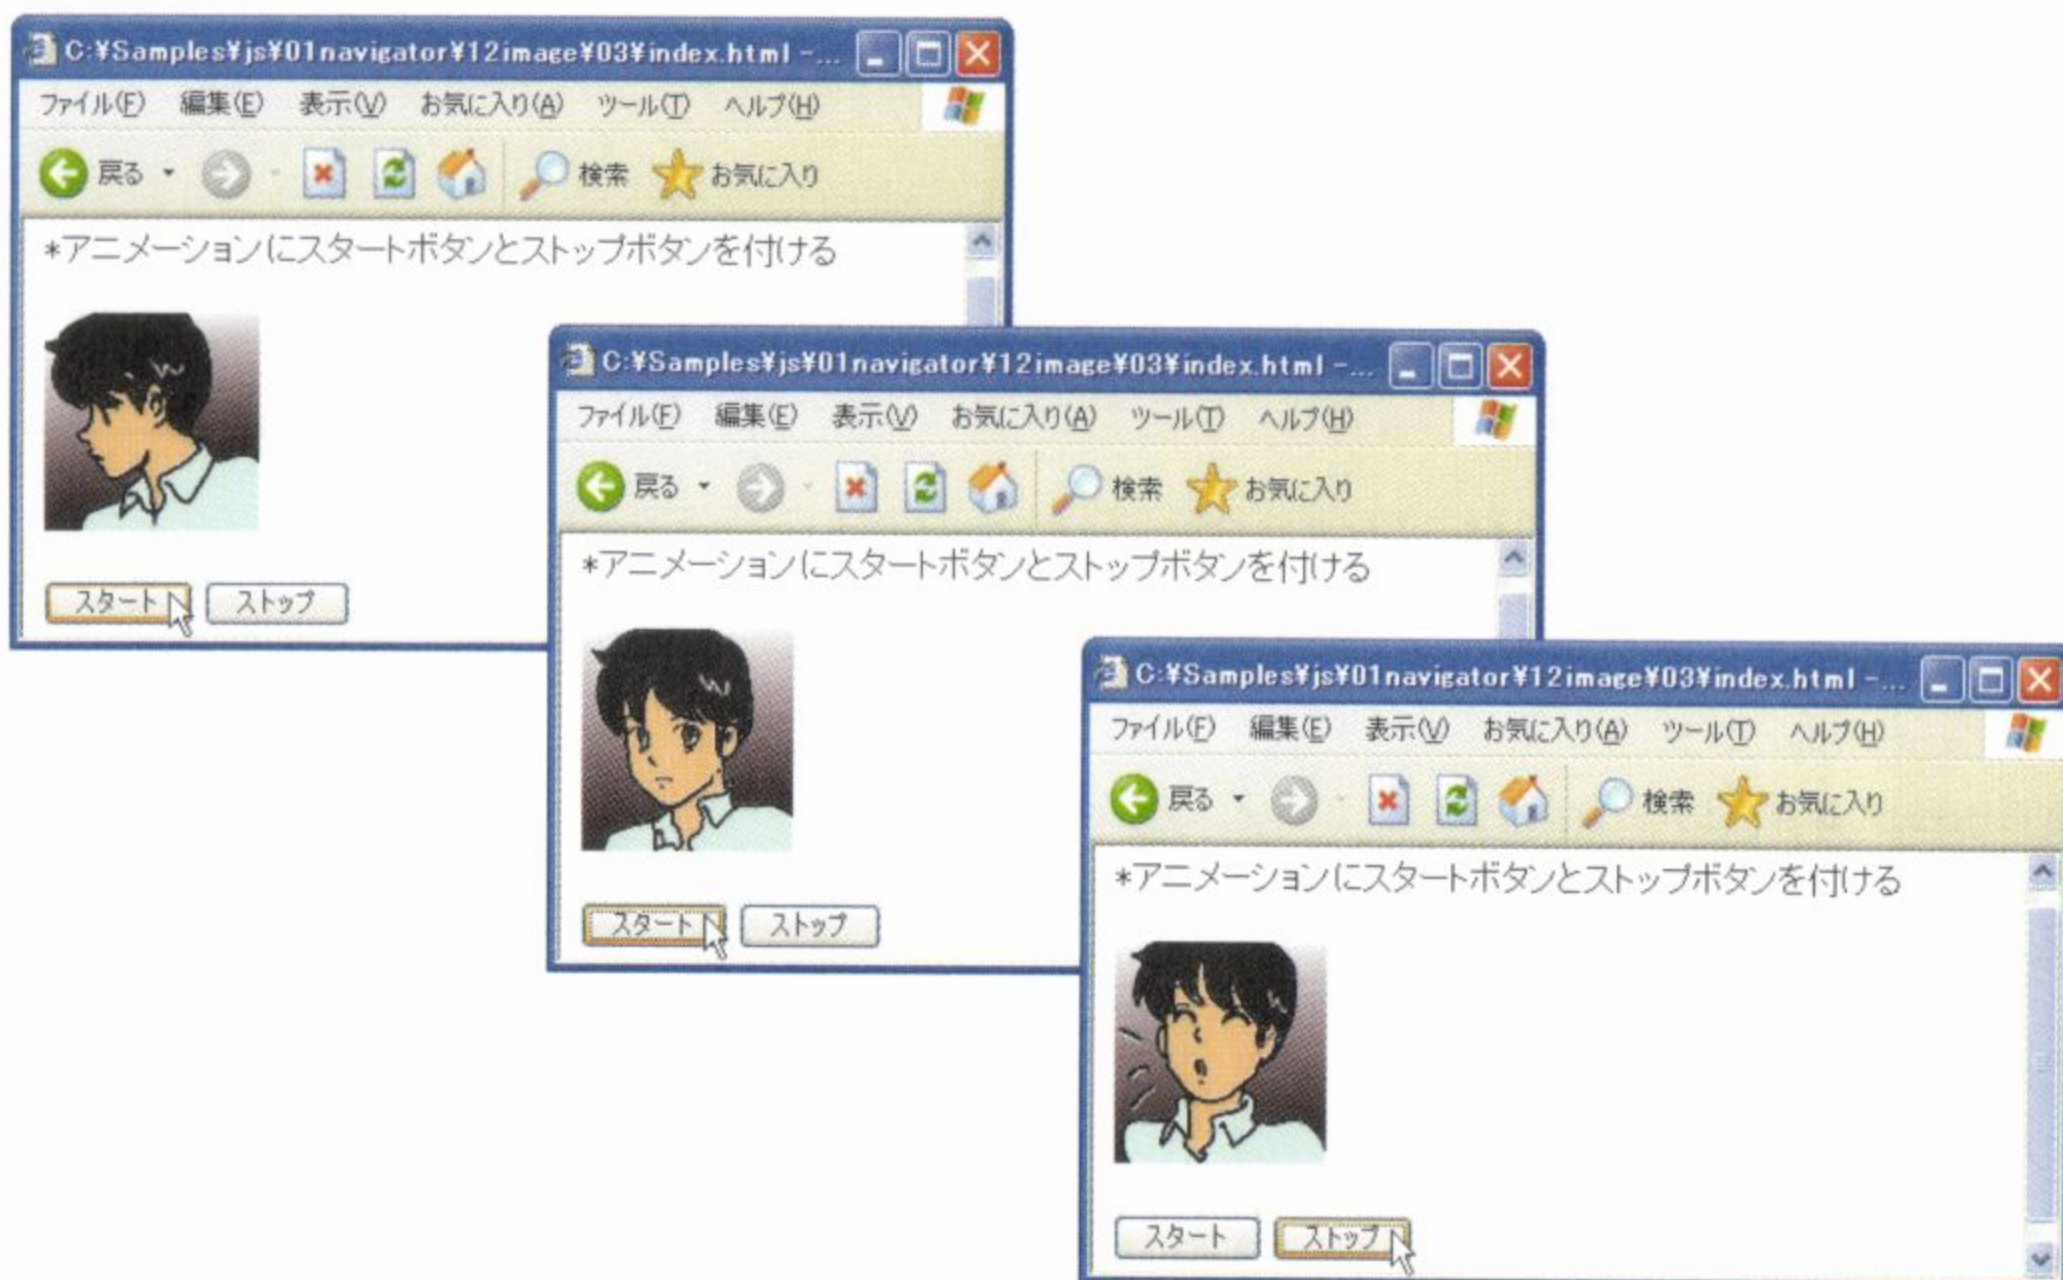 C:¥Samples¥js¥01navigator¥12image¥03¥index.html -...
ファイル(F) 編集(E) 表示(V) お気に入り(A) ツール(T) ヘルプ(H)
戻る 検索 お気に入り
*アニメーションにスタートボタンとストップボタンを付ける
スタート ストップ
C:¥Samples¥js¥01navigator¥12image¥03¥index.html -...
ファイル(F) 編集(E) 表示(V) お気に入り(A) ツール(T) ヘルプ(H)
戻る 検索 お気に入り
*アニメーションにスタートボタンとストップボタンを付ける
スタート ストップ
C:¥Samples¥js¥01navigator¥12image¥03¥index.html -...
ファイル(F) 編集(E) 表示(V) お気に入り(A) ツール(T) ヘルプ(H)
戻る 検索 お気に入り
*アニメーションにスタートボタンとストップボタンを付ける
スタート ストップ